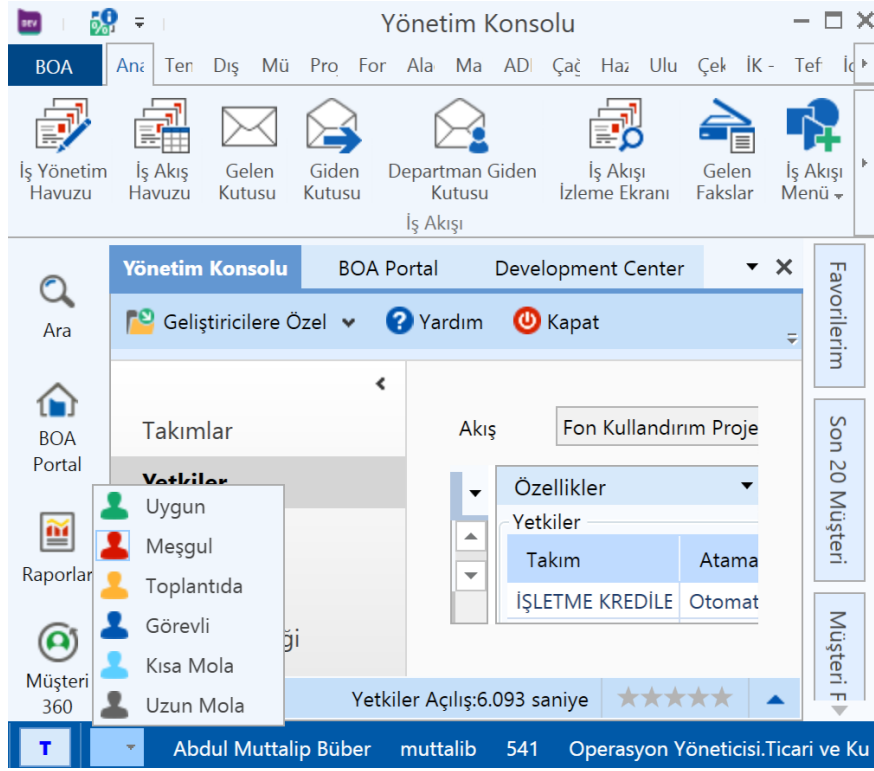 DEV
Yönetim Konsolu
BOA Ana Ten Dış Mü Pro For Ala Ma AD Çağ Haz Ulu Çek İK - Tef
İş Yönetim Havuzu
İş Akış Havuzu
Gelen Kutusu
Giden Kutusu
Departman Giden Kutusu
İş Akışı İzleme Ekranı
Gelen Fakslar
İş Akışı Menü
İş Akışı
Yönetim Konsolu BOA Portal Development Center
Geliştiricilere Özel Yardım Kapat
Ara
BOA Portal
Raporlar
Müşteri 360
Takımlar
Yetkiler
ği
Uygun
Meşgul
Toplantıda
Görevli
Kısa Mola
Uzun Mola
Akış Fon Kullandırım Proje
Özellikler
Yetkiler
Takım Atama
İŞLETME KREDİLE Otomat
Favorilerim
Son 20 Müşteri
Müşteri F
Yetkiler Açılış:6.093 saniye
T Abdul Muttalip Büber muttalib 541 Operasyon Yöneticisi.Ticari ve Ku